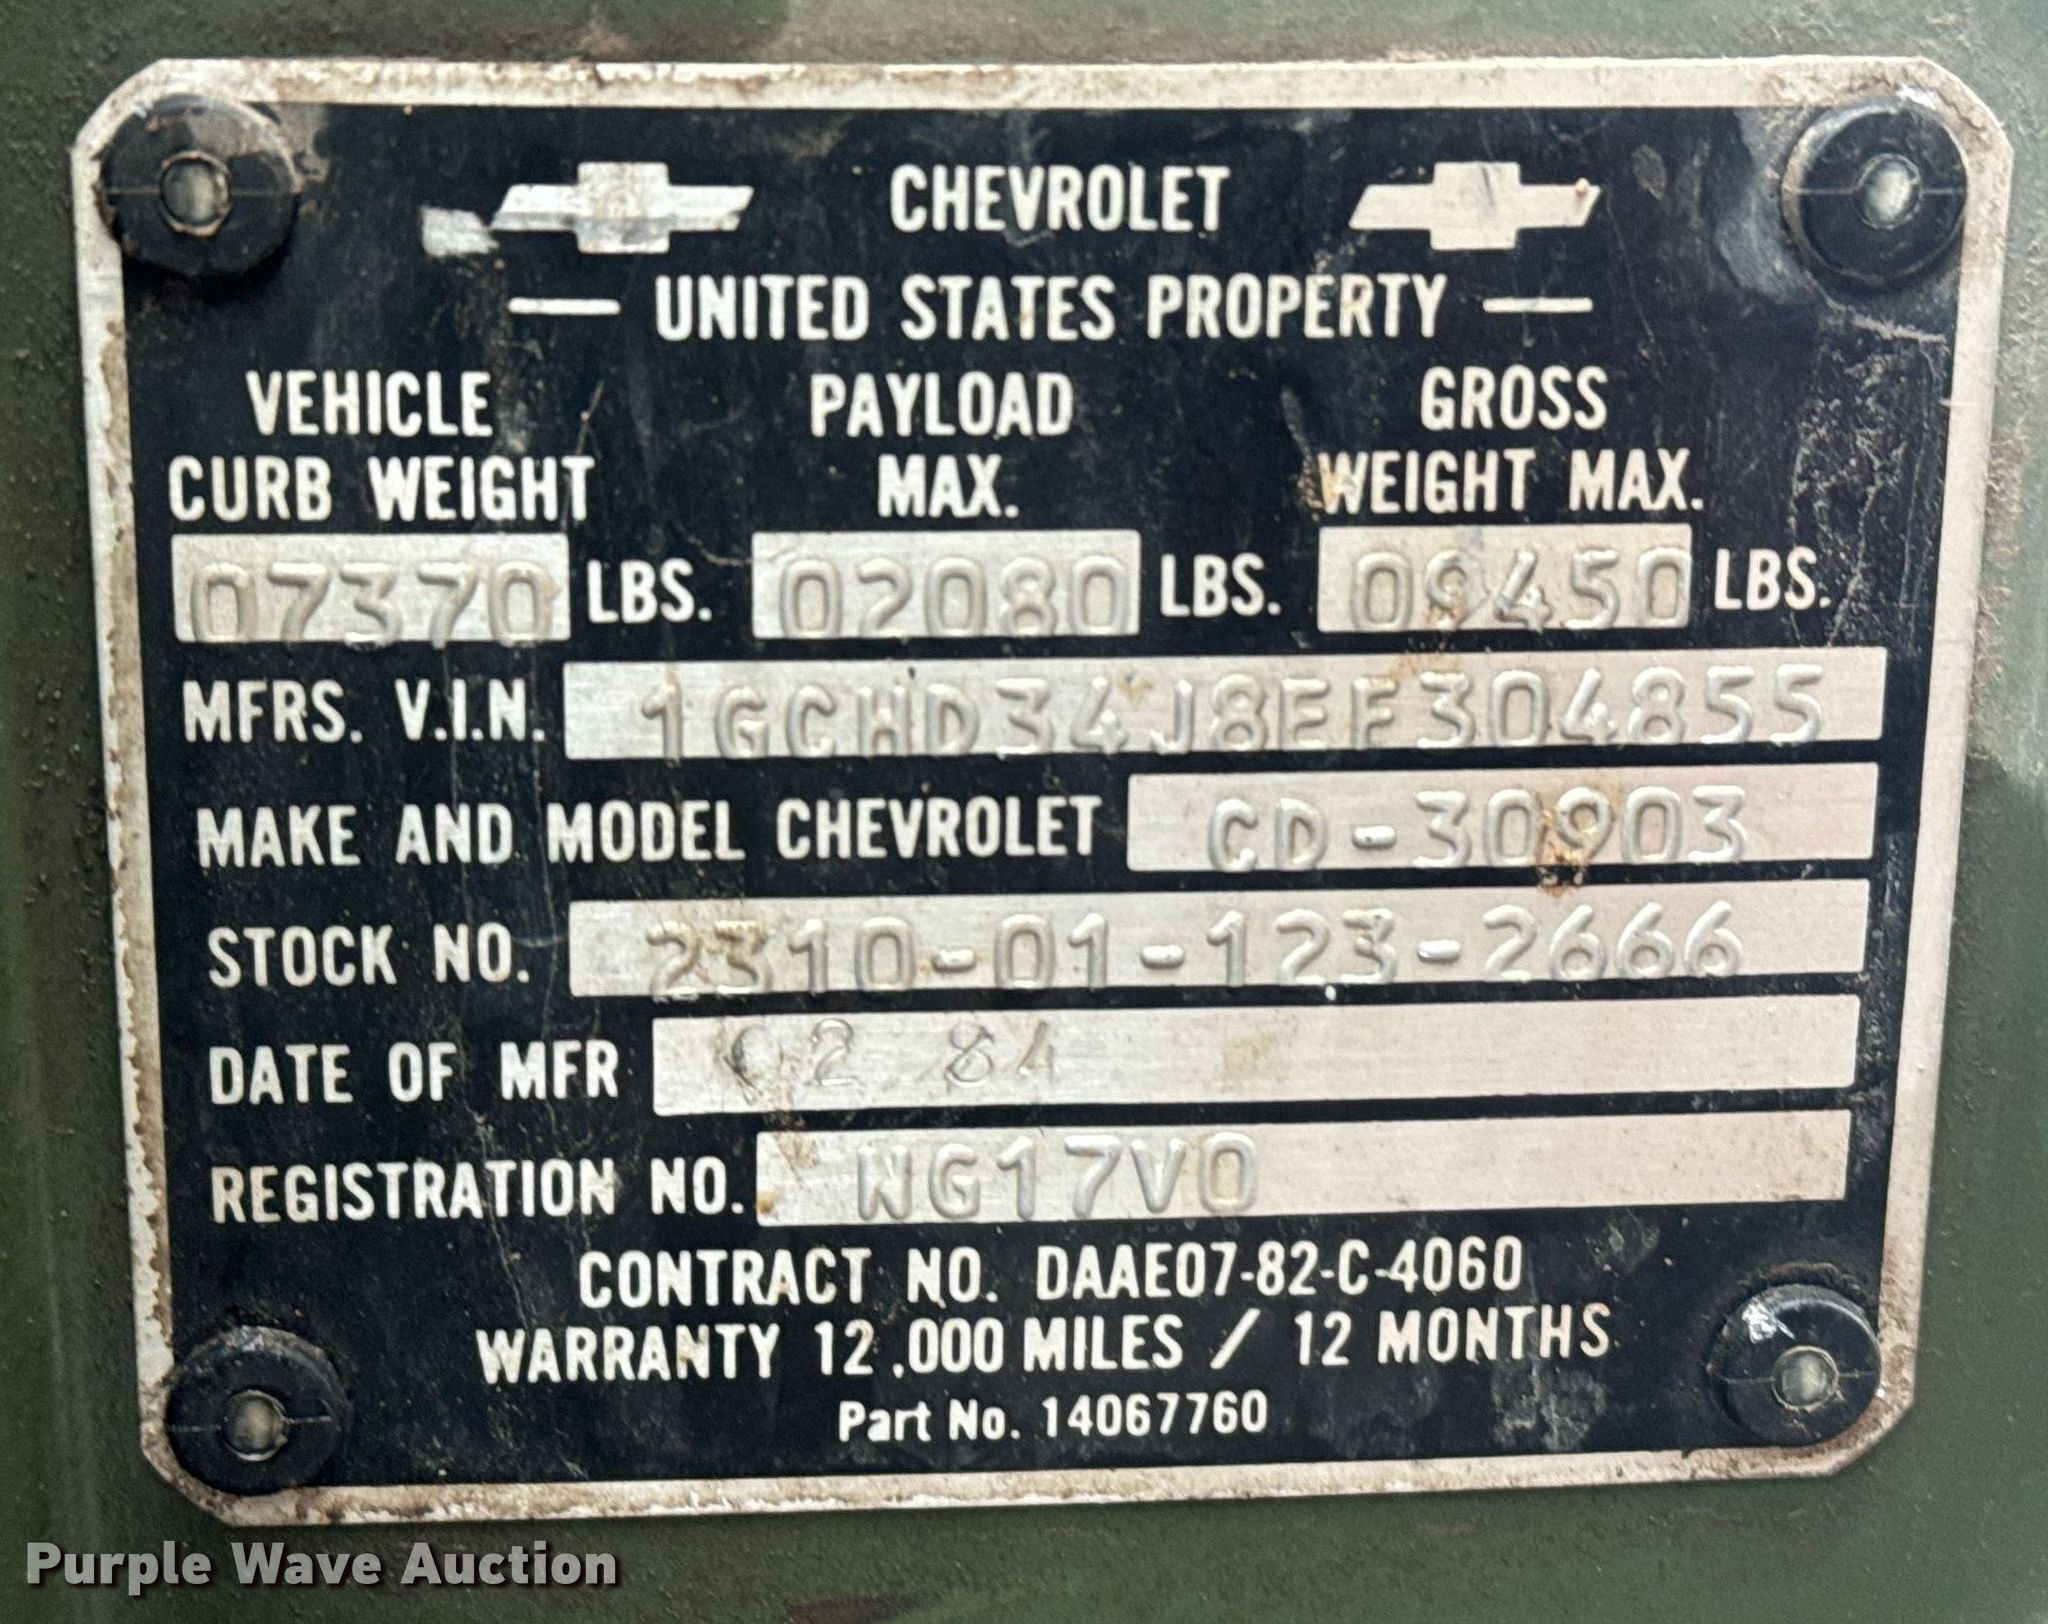 CHEVROLET
— UNITED STATES PROPERTY —
VEHICLE CURB WEIGHT 07370 LBS.
PAYLOAD MAX. 02080 LBS.
GROSS WEIGHT MAX. 09450 LBS.
MFRS. V.I.N. 1GCHD34J8EF304855
MAKE AND MODEL CHEVROLET CD-30903
STOCK NO. 2310-01-123-2666
DATE OF MFR 02 84
REGISTRATION NO. NG17V0
CONTRACT NO. DAAE07-82-C-4060
WARRANTY 12,000 MILES / 12 MONTHS
Part No. 14067760
Purple Wave Auction